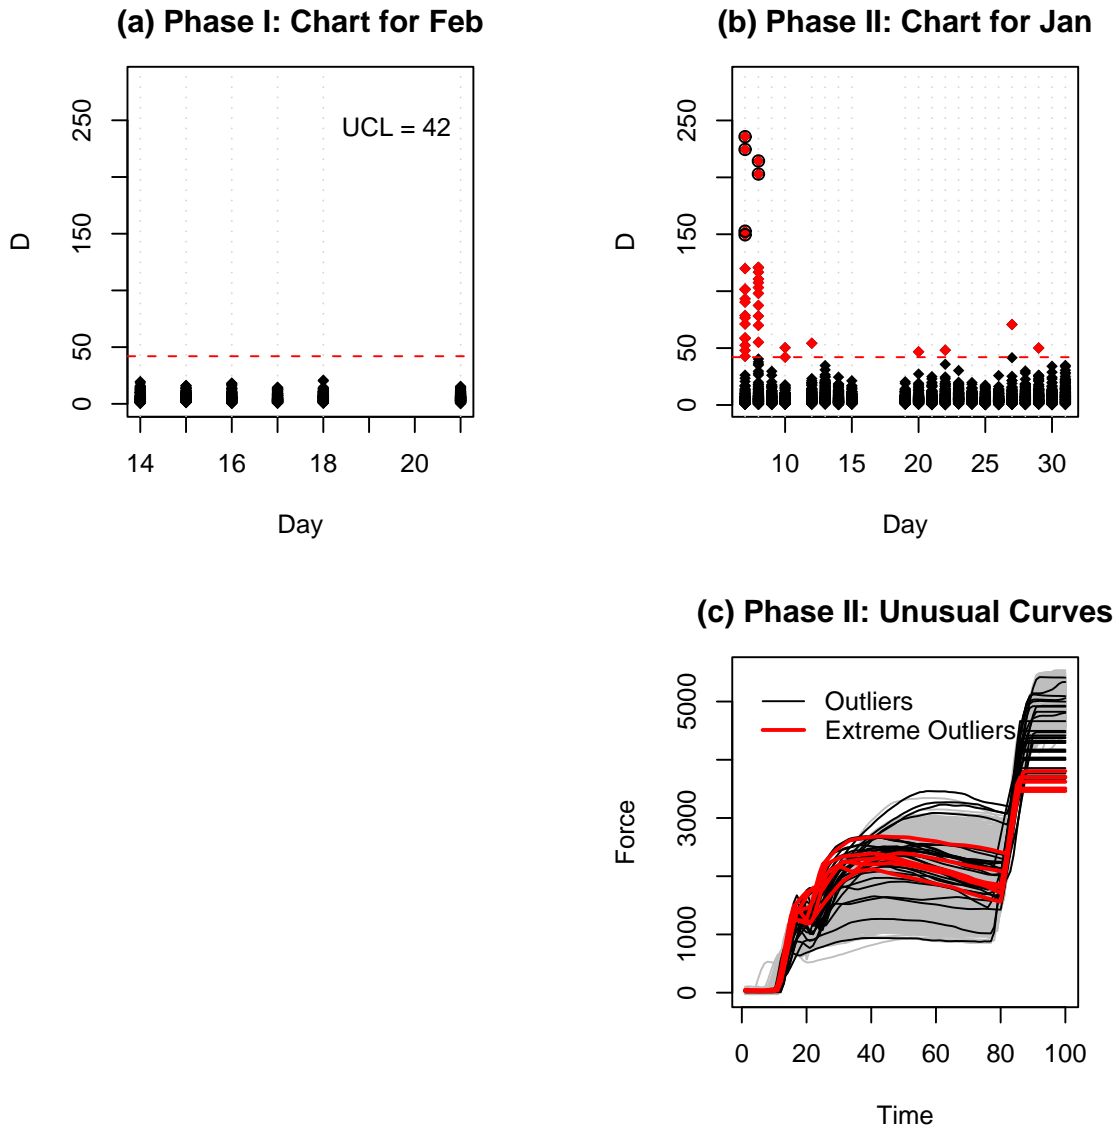 (a) Phase I: Chart for Feb
UCL = 42
D
0
50
150
250
14
16
18
20
Day
(b) Phase II: Chart for Jan
D
0
50
150
250
10
15
20
25
30
Day
(c) Phase II: Unusual Curves
Outliers
Extreme Outliers
Force
0
1000
3000
5000
0
20
40
60
80
100
Time